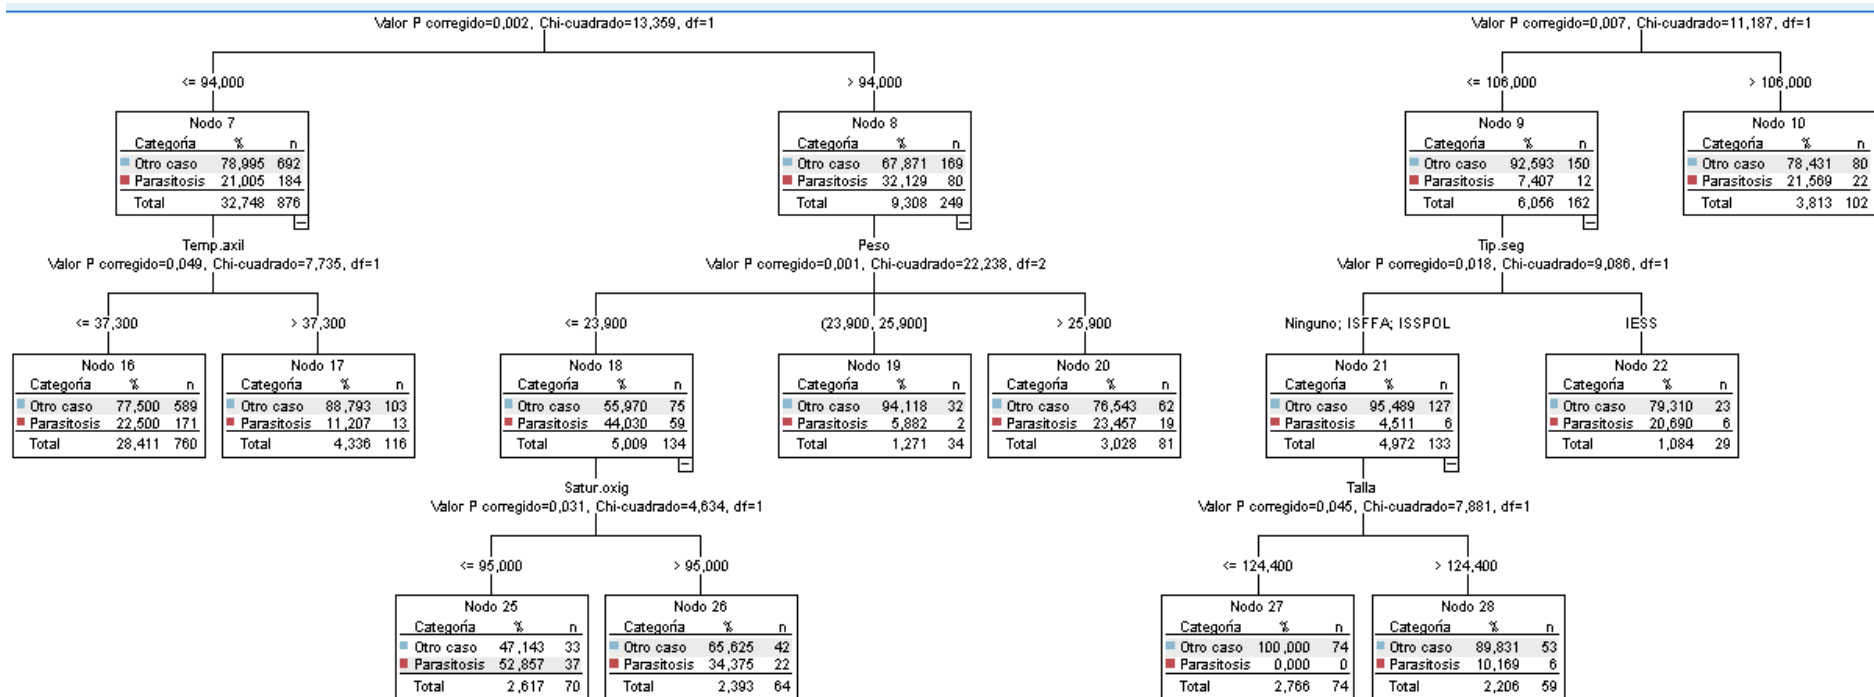 Valor P corregido=0,002, Chi-cuadrado=13,359, df=1
Valor P corregido=0,007, Chi-cuadrado=11,187, df=1
<= 94,000
> 94,000
<= 106,000
> 106,000
Nodo 7
Categoría % n
Otro caso 78,995 692
Parasitosis 21,005 184
Total 32,748 876
Nodo 8
Categoría % n
Otro caso 67,871 169
Parasitosis 32,129 80
Total 9,308 249
Nodo 9
Categoría % n
Otro caso 92,593 150
Parasitosis 7,407 12
Total 6,056 162
Nodo 10
Categoría % n
Otro caso 78,431 80
Parasitosis 21,569 22
Total 3,813 102
Temp.axil
Valor P corregido=0,049, Chi-cuadrado=7,735, df=1
Peso
Valor P corregido=0,001, Chi-cuadrado=22,238, df=2
Tip.seg
Valor P corregido=0,018, Chi-cuadrado=9,086, df=1
<= 37,300
> 37,300
<= 23,900
(23,900, 25,900]
> 25,900
Ninguno; ISFFA; ISSPOL
IESS
Nodo 16
Categoría % n
Otro caso 77,500 589
Parasitosis 22,500 171
Total 28,411 760
Nodo 17
Categoría % n
Otro caso 88,793 103
Parasitosis 11,207 13
Total 4,336 116
Nodo 18
Categoría % n
Otro caso 55,970 75
Parasitosis 44,030 59
Total 5,009 134
Nodo 19
Categoría % n
Otro caso 94,118 32
Parasitosis 5,882 2
Total 1,271 34
Nodo 20
Categoría % n
Otro caso 76,543 62
Parasitosis 23,457 19
Total 3,028 81
Nodo 21
Categoría % n
Otro caso 95,489 127
Parasitosis 4,511 6
Total 4,972 133
Nodo 22
Categoría % n
Otro caso 79,310 23
Parasitosis 20,690 6
Total 1,084 29
Satur.oxig
Valor P corregido=0,031, Chi-cuadrado=4,634, df=1
Talla
Valor P corregido=0,045, Chi-cuadrado=7,881, df=1
<= 95,000
> 95,000
<= 124,400
> 124,400
Nodo 25
Categoría % n
Otro caso 47,143 33
Parasitosis 52,857 37
Total 2,617 70
Nodo 26
Categoría % n
Otro caso 65,625 42
Parasitosis 34,375 22
Total 2,393 64
Nodo 27
Categoría % n
Otro caso 100,000 74
Parasitosis 0,000 0
Total 2,766 74
Nodo 28
Categoría % n
Otro caso 89,831 53
Parasitosis 10,169 6
Total 2,206 59